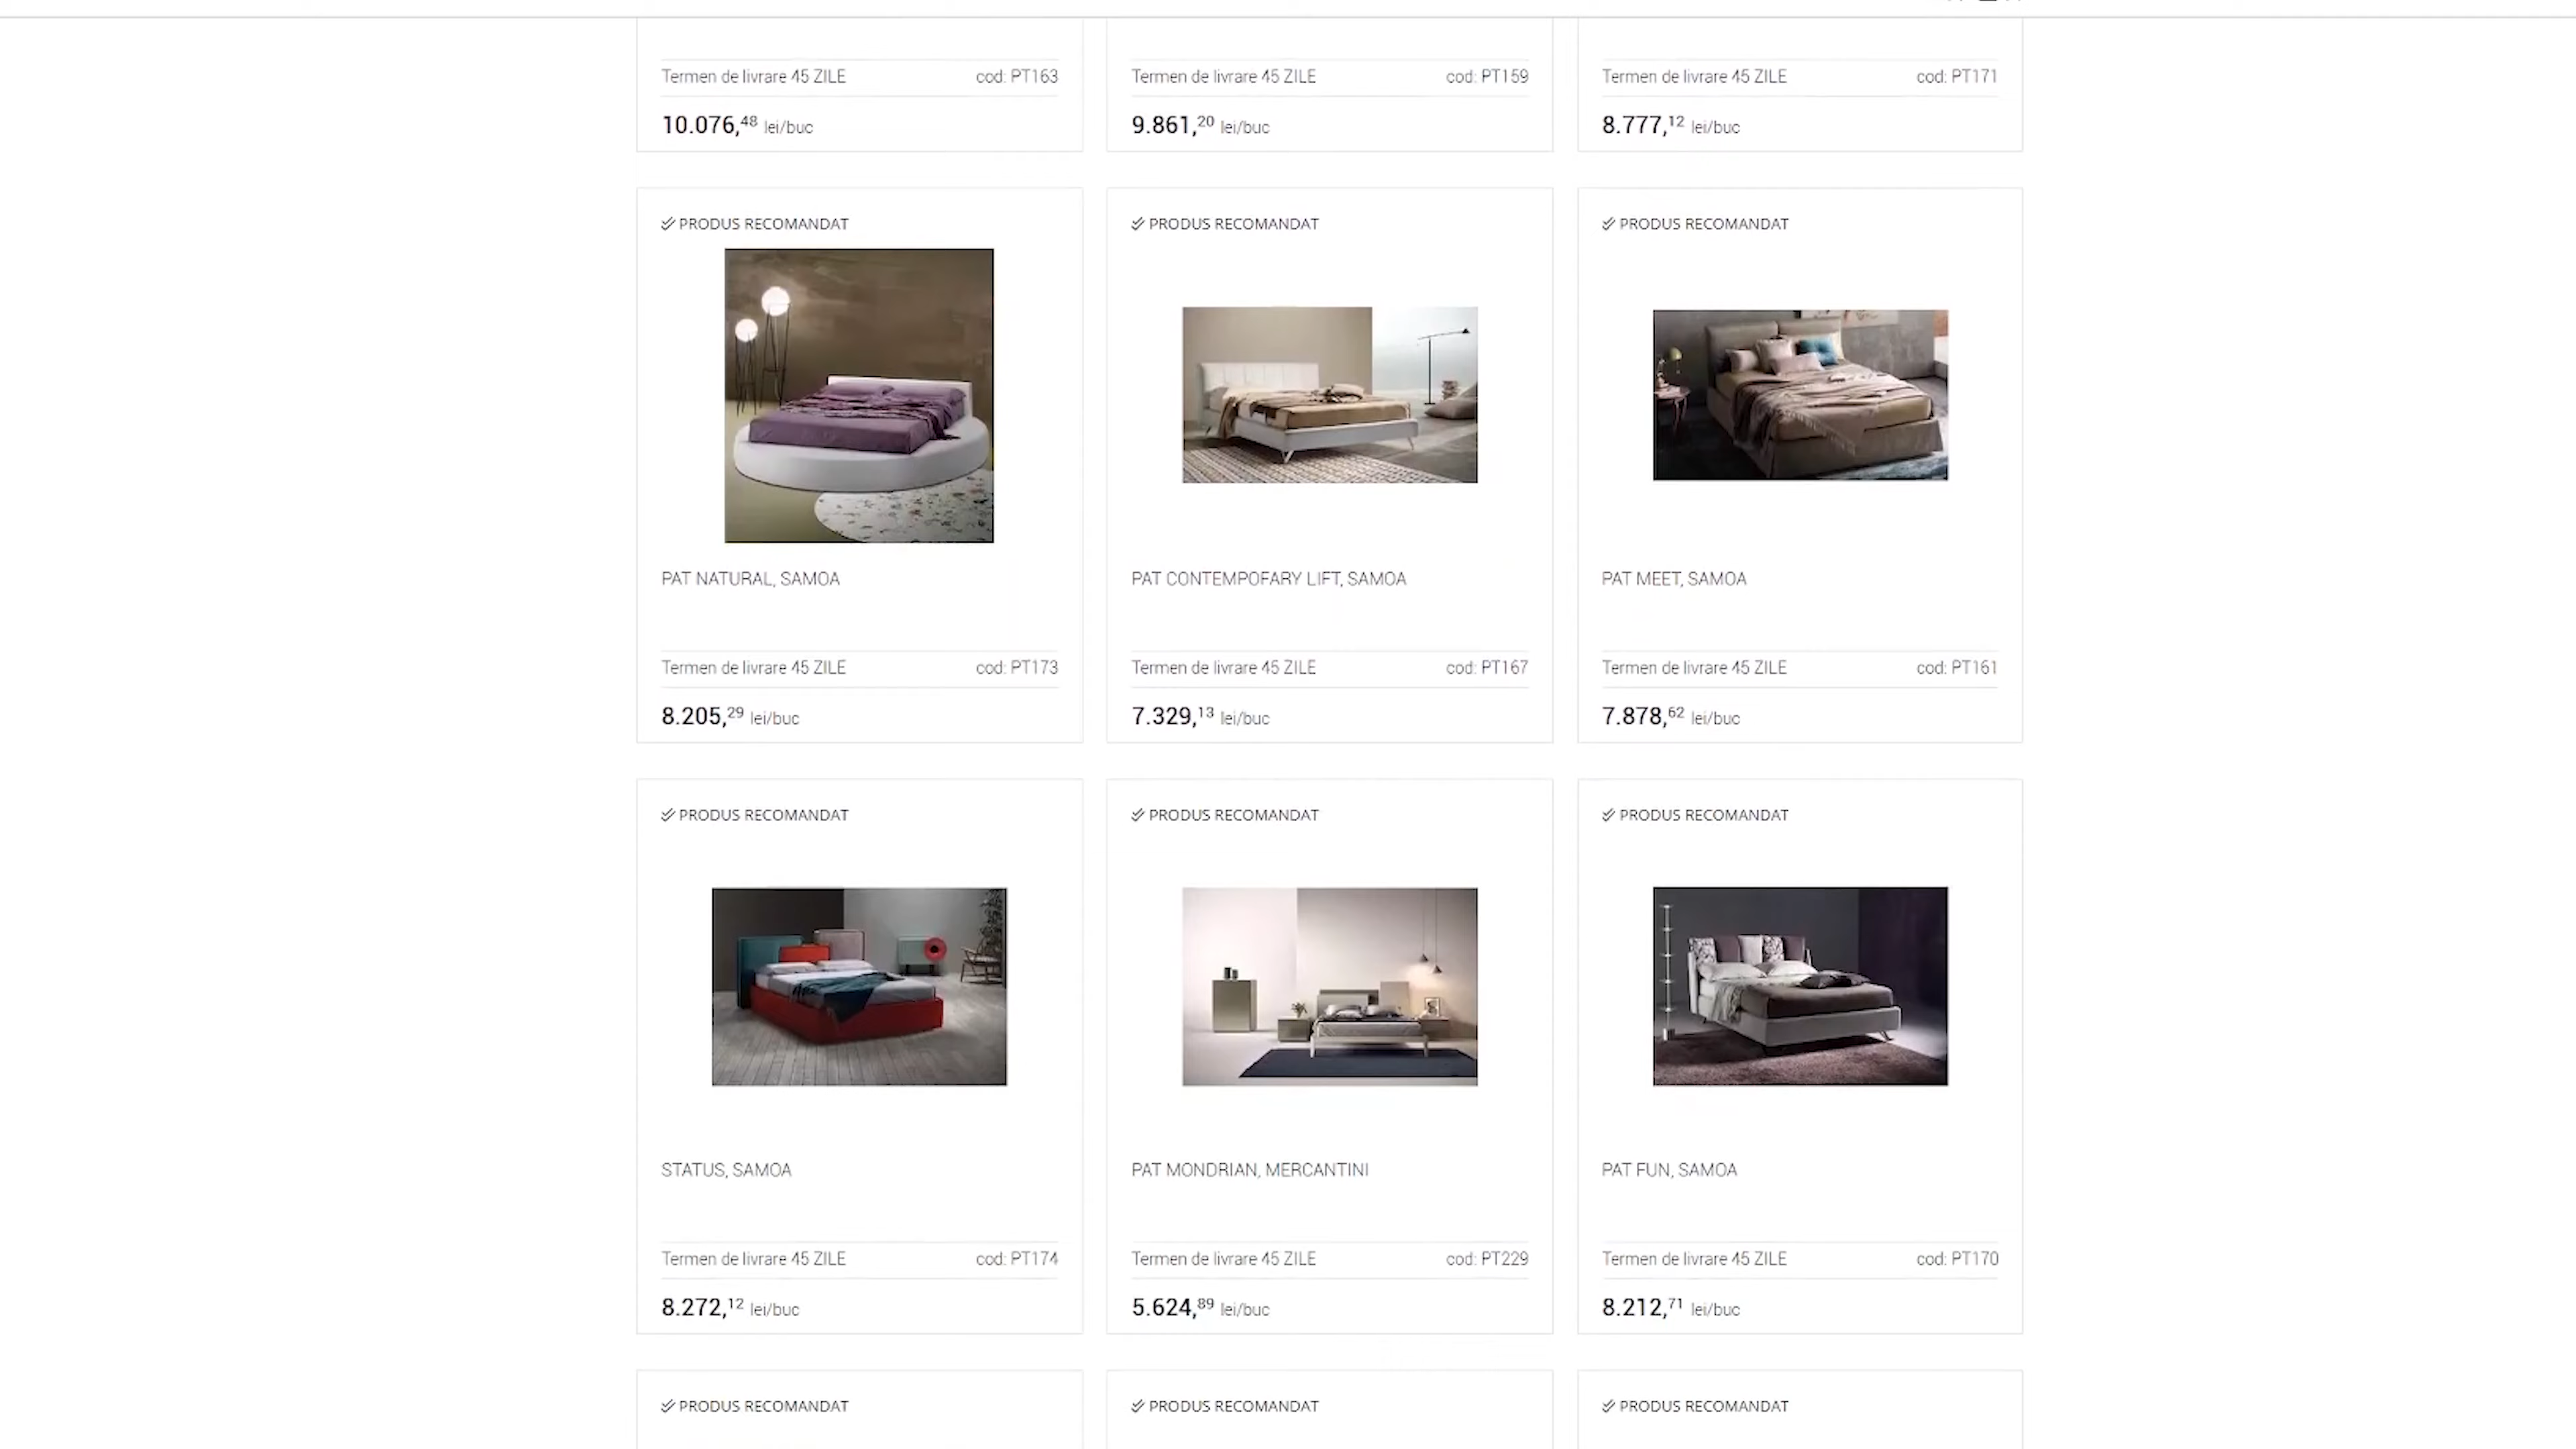 Termen de livrare 45 ZILE cod: PT163
10.076,48 lei/buc
Termen de livrare 45 ZILE cod: PT159
9.861,20 lei/buc
Termen de livrare 45 ZILE cod: PT171
8.777,12 lei/buc
PRODUS RECOMANDAT
PAT NATURAL, SAMOA
Termen de livrare 45 ZILE cod: PT173
8.205,29 lei/buc
PRODUS RECOMANDAT
PAT CONTEMPOFARY LIFT, SAMOA
Termen de livrare 45 ZILE cod: PT167
7.329,13 lei/buc
PRODUS RECOMANDAT
PAT MEET, SAMOA
Termen de livrare 45 ZILE cod: PT161
7.878,62 lei/buc
PRODUS RECOMANDAT
STATUS, SAMOA
Termen de livrare 45 ZILE cod: PT174
8.272,12 lei/buc
PRODUS RECOMANDAT
PAT MONDRIAN, MERCANTINI
Termen de livrare 45 ZILE cod: PT229
5.624,89 lei/buc
PRODUS RECOMANDAT
PAT FUN, SAMOA
Termen de livrare 45 ZILE cod: PT170
8.212,71 lei/buc
PRODUS RECOMANDAT
PRODUS RECOMANDAT
PRODUS RECOMANDAT